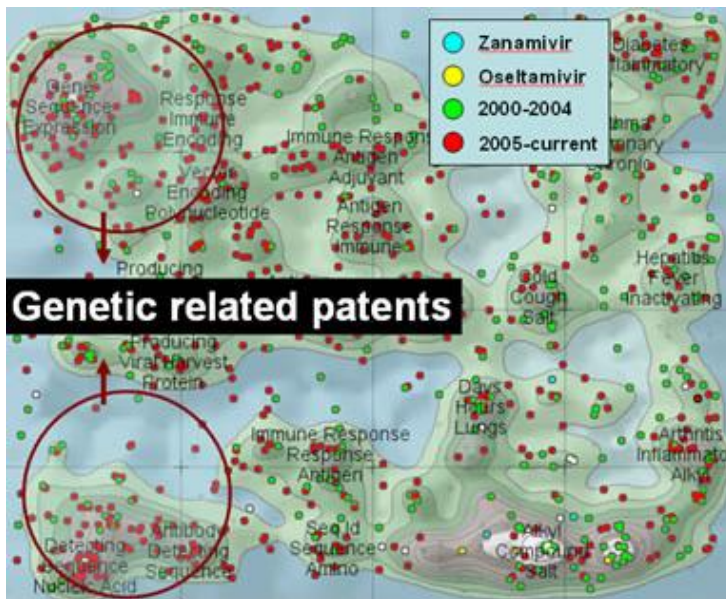 Zanamivir
Oseltamivir
2000-2004
2005-current
Diabetes
Gene
Sequence
Expression
Response
Immune
Encoding
Immune Response
Antigen
Adjuvant
Vector
Encoding
Polynucleotide
Antigen
Response
Immune
Producing
Hepatitis
Fever
Inactivating
Cold
Cough
Salt
Genetic related patents
Producing
Viral Harvest
Protein
Days
Hours
Lungs
Immune Response
Response
Antigen
Arthritis
Alkyl
Antibody
Detecting
Sequence
Detecting
Sequence
Nucleic Acid
Seq Id
Sequence
Amino
Alkyl
Compound
Salt